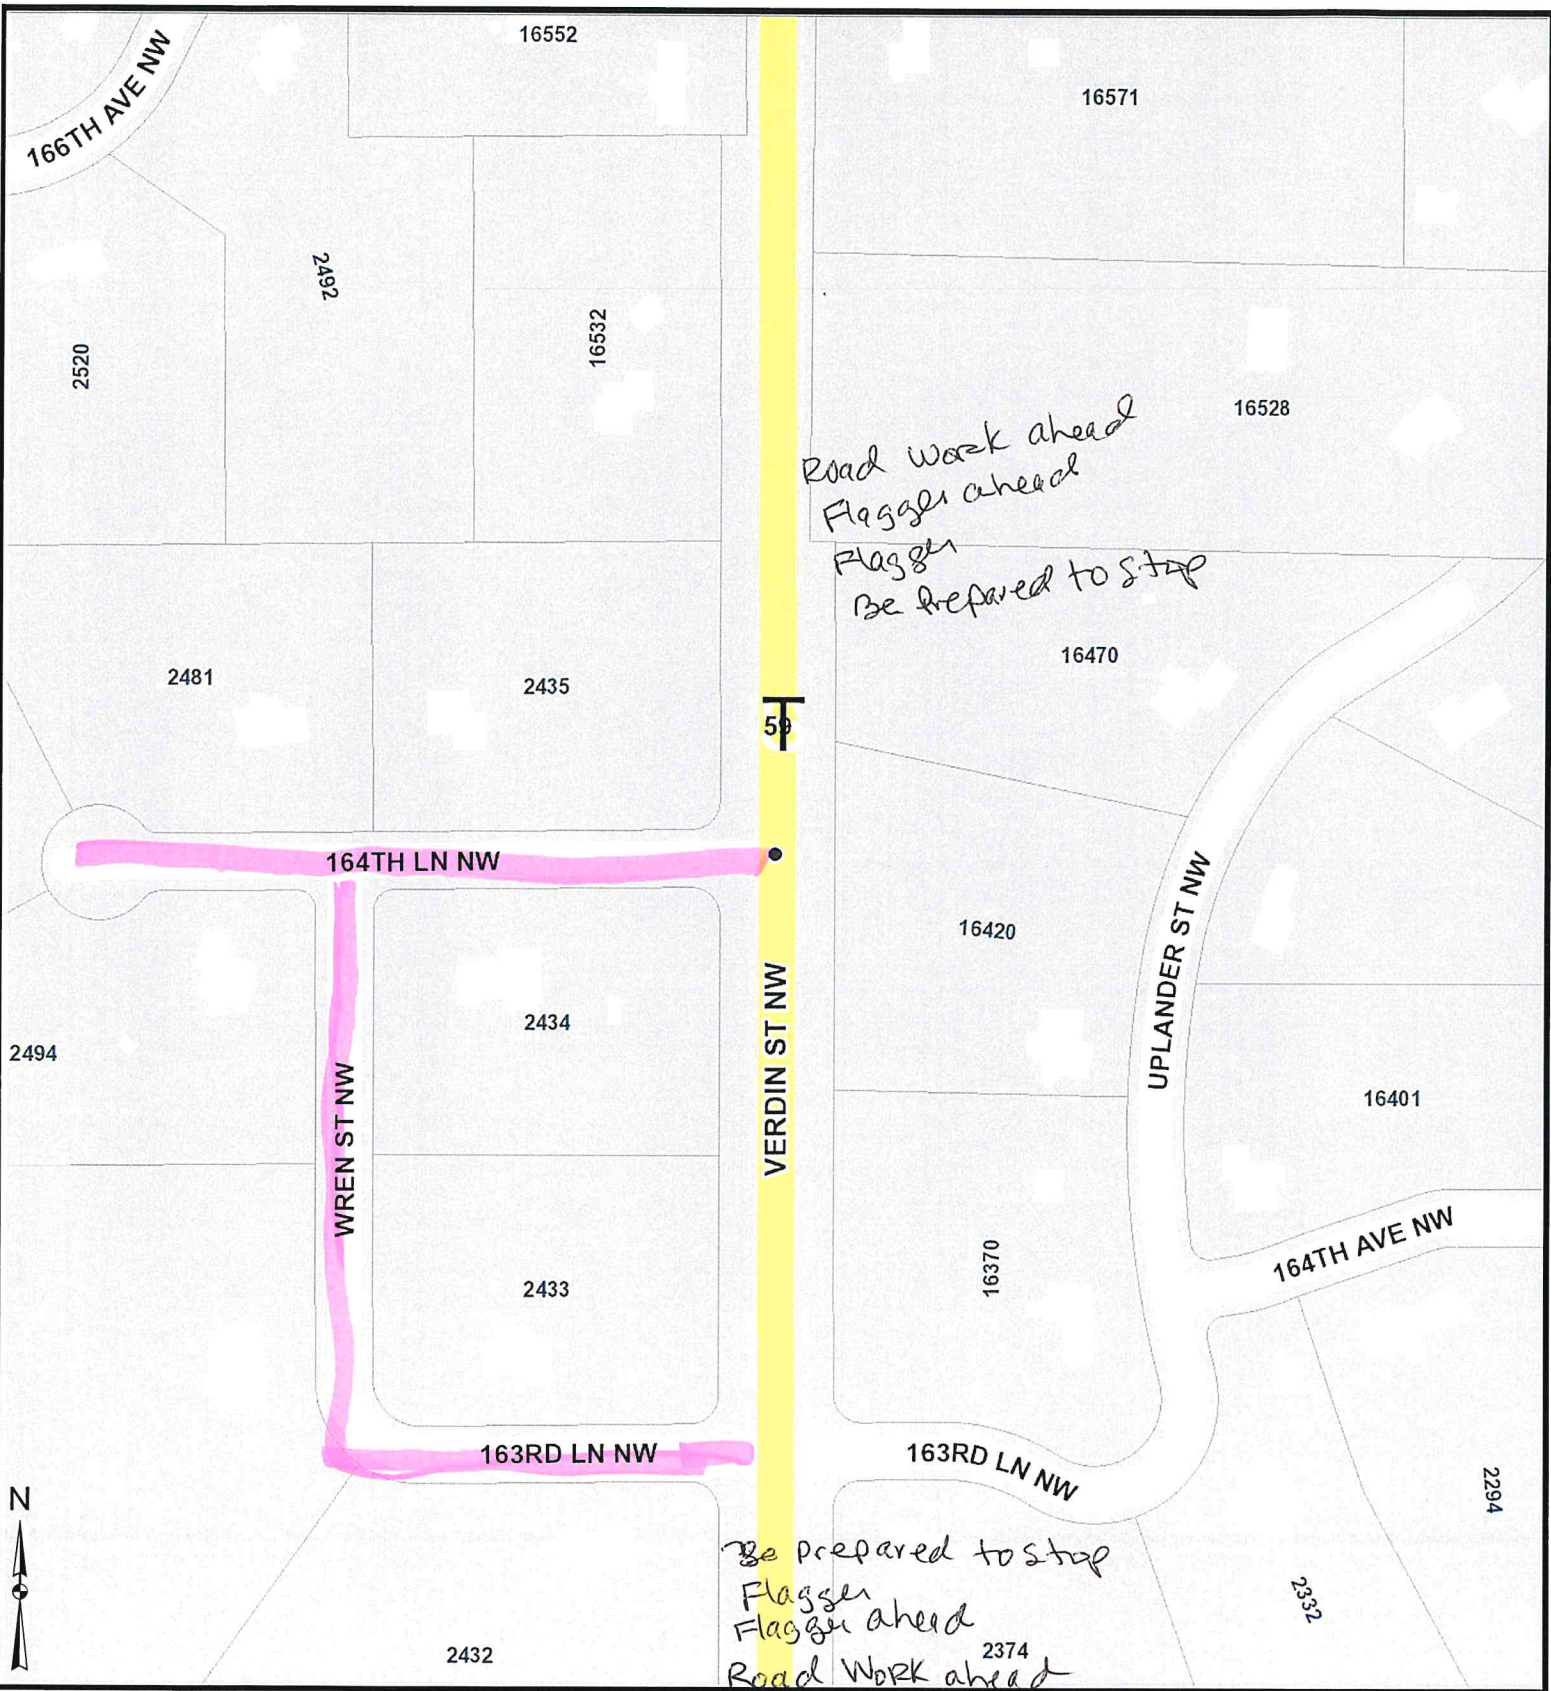 16552
16571
166TH AVE NW
2492
16532
2520
16528
Road Work ahead
Flagger ahead
Flagger
Be Prepared to Stop
16470
2481
2435
59
164TH LN NW
16420
UPLANDER ST NW
2434
VERDIN ST NW
2494
WREN ST NW
16401
16370
164TH AVE NW
2433
163RD LN NW
163RD LN NW
N
2294
Be prepared to stop
Flagger
Flagger ahead
2332
2432
2374
Road WORK ahead